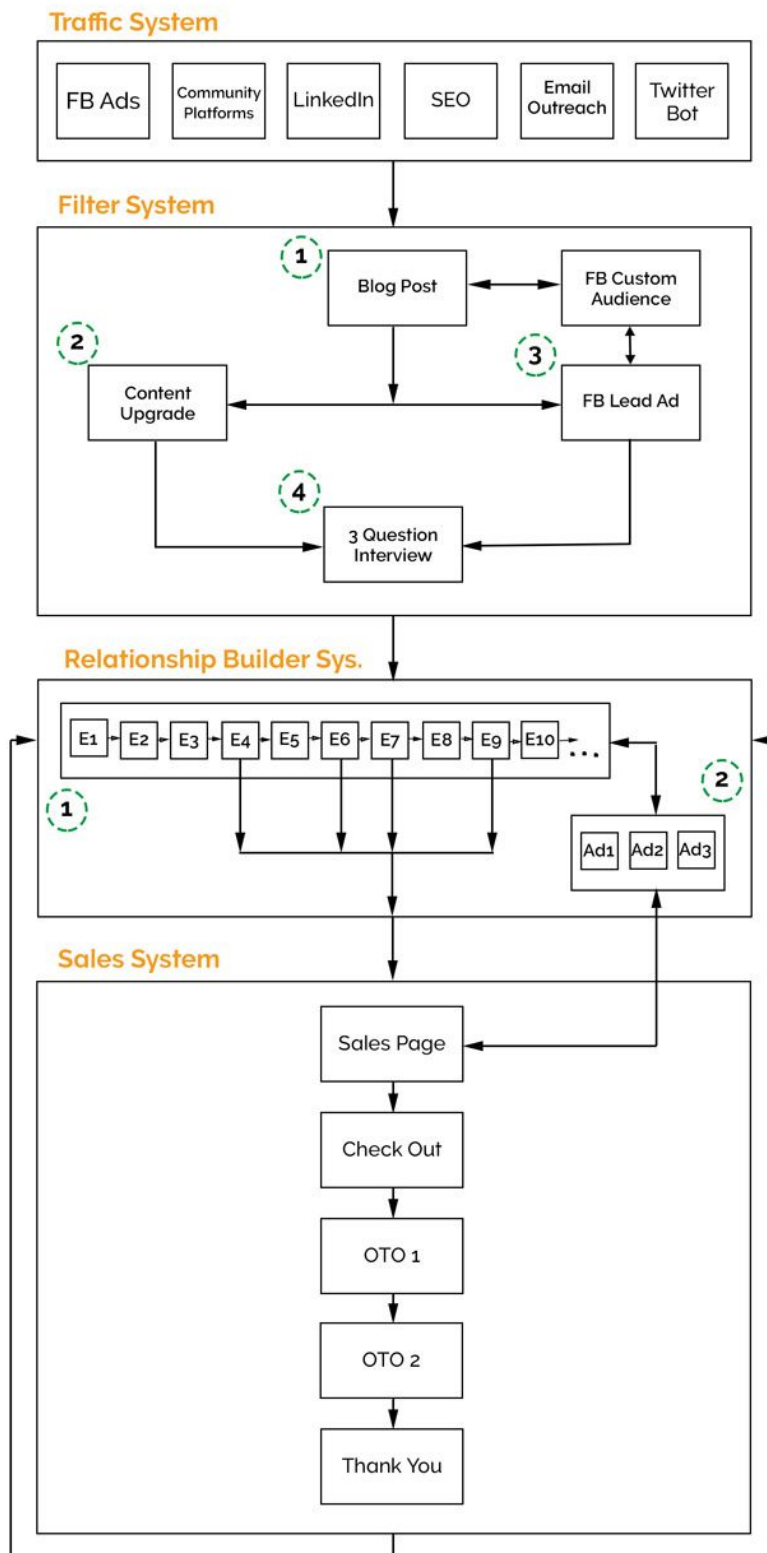 Traffic System
FB Ads
Community
Platforms
LinkedIn
SEO
Email
Outreach
Twitter
Bot
Filter System
1
Blog Post
FB Custom
Audience
2
Content
Upgrade
3
FB Lead Ad
4
3 Question
Interview
Relationship Builder Sys.
E1
E2
E3
E4
E5
E6
E7
E8
E9
E10
...
1
2
Ad1
Ad2
Ad3
Sales System
Sales Page
Check Out
OTO 1
OTO 2
Thank You